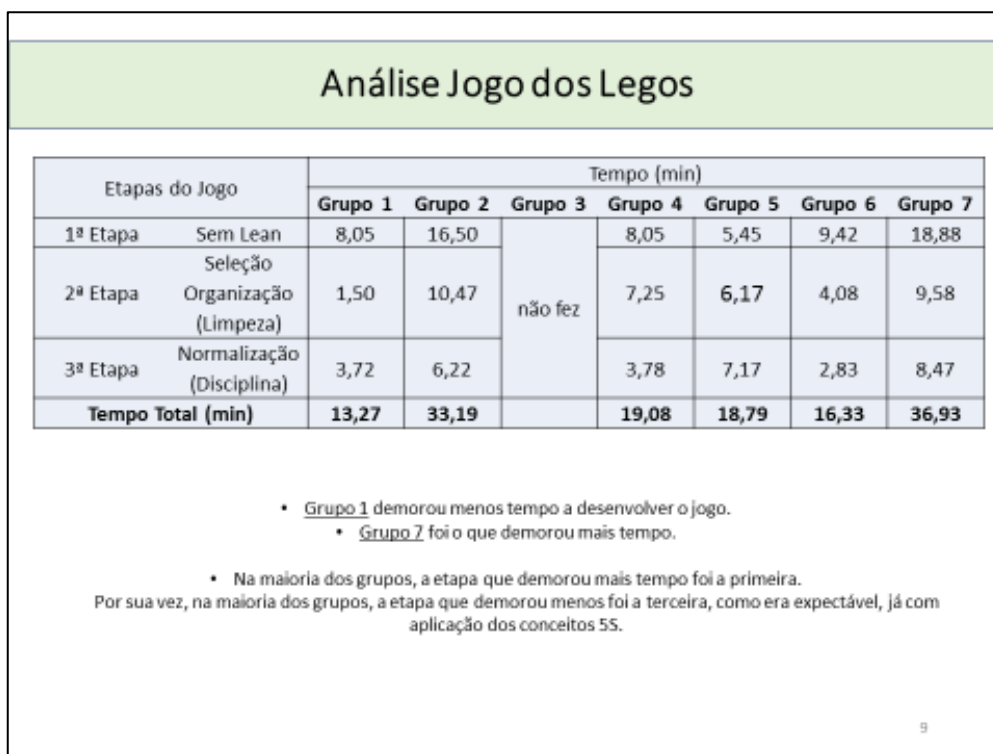 Análise Jogo dos Legos
Etapas do Jogo
Tempo (min)
Grupo 1 Grupo 2 Grupo 3 Grupo 4 Grupo 5 Grupo 6 Grupo 7
1ª Etapa Sem Lean 8,05 16,50 8,05 5,45 9,42 18,88
Seleção
2ª Etapa Organização 1,50 10,47 não fez 7,25 6,17 4,08 9,58
(Limpeza)
3ª Etapa Normalização 3,72 6,22 3,78 7,17 2,83 8,47
(Disciplina)
Tempo Total (min) 13,27 33,19 19,08 18,79 16,33 36,93
• Grupo 1 demorou menos tempo a desenvolver o jogo.
• Grupo 7 foi o que demorou mais tempo.
• Na maioria dos grupos, a etapa que demorou mais tempo foi a primeira.
Por sua vez, na maioria dos grupos, a etapa que demorou menos foi a terceira, como era expectável, já com
aplicação dos conceitos 5S.
9